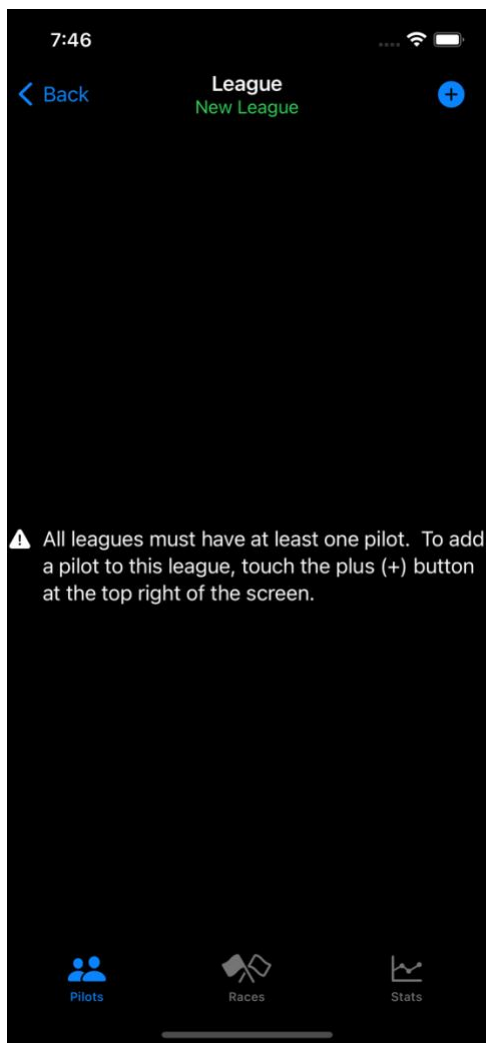 7:46
Back
League
New League
All leagues must have at least one pilot.  To add
a pilot to this league, touch the plus (+) button
at the top right of the screen.
Pilots
Races
Stats